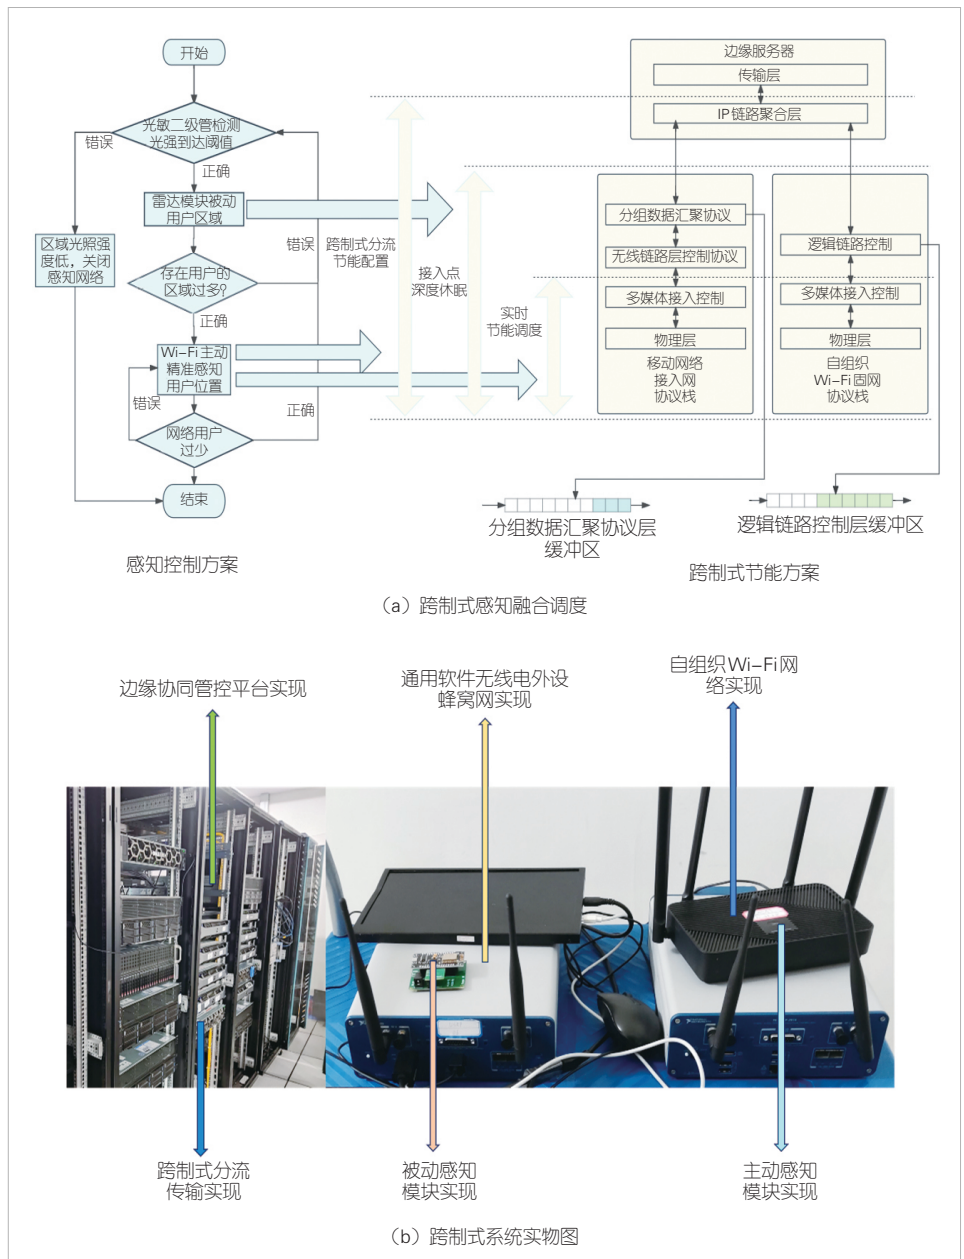 开始
光敏二级管检测
光强到达阈值
错误
正确
雷达模块被动
用户区域
区域光照强
度低，关闭
感知网络
错误
存在用户的
区域过多?
正确
Wi–Fi主动
精准感知
用户位置
错误
正确
网络用户
过少
结束
感知控制方案
跨制式分流
节能配置
接入点
深度休眠
实时
节能调度
边缘服务器
传输层
IP链路聚合层
分组数据汇聚协议
无线链路层控制协议
多媒体接入控制
物理层
移动网络
接入网
协议栈
逻辑链路控制
多媒体接入控制
物理层
自组织
Wi–Fi固网
协议栈
分组数据汇聚协议层
缓冲区
逻辑链路控制层缓冲区
跨制式节能方案
（a）跨制式感知融合调度
边缘协同管控平台实现
通用软件无线电外设
蜂窝网实现
自组织Wi–Fi网
络实现
跨制式分流
传输实现
被动感知
模块实现
主动感知
模块实现
（b）跨制式系统实物图